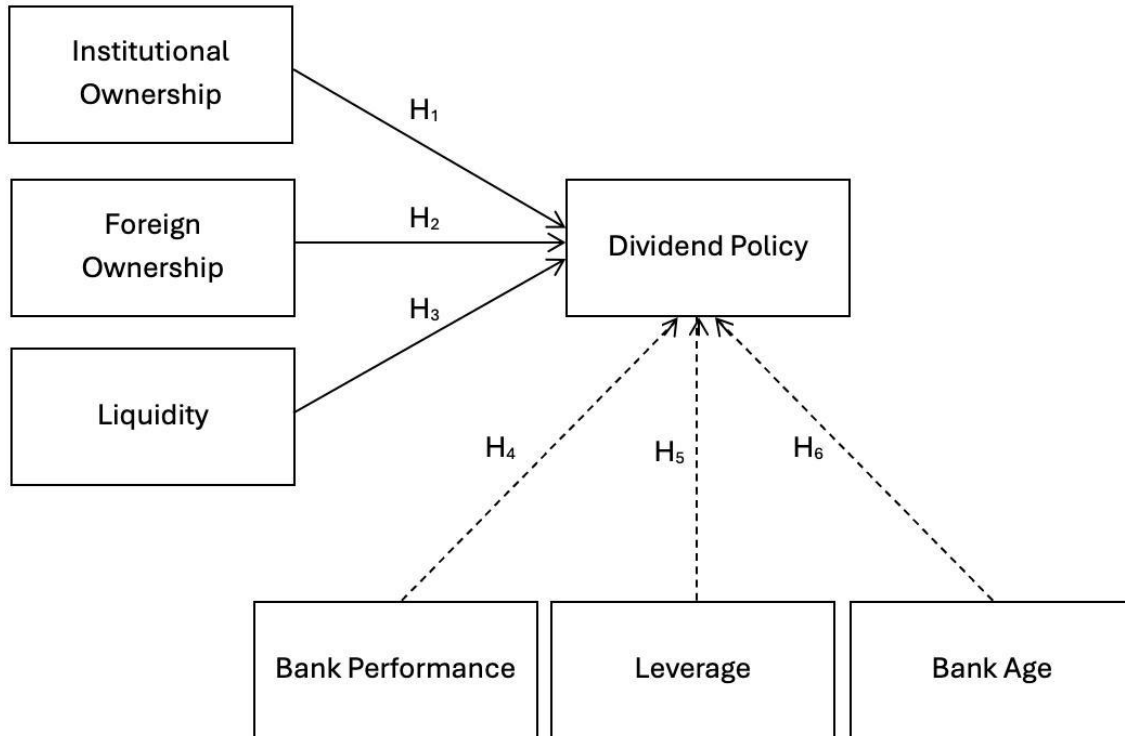 Institutional
Ownership
H₁
Foreign
Ownership
H₂
Dividend Policy
H₃
Liquidity
H₄
H₅
H₆
Bank Performance
Leverage
Bank Age